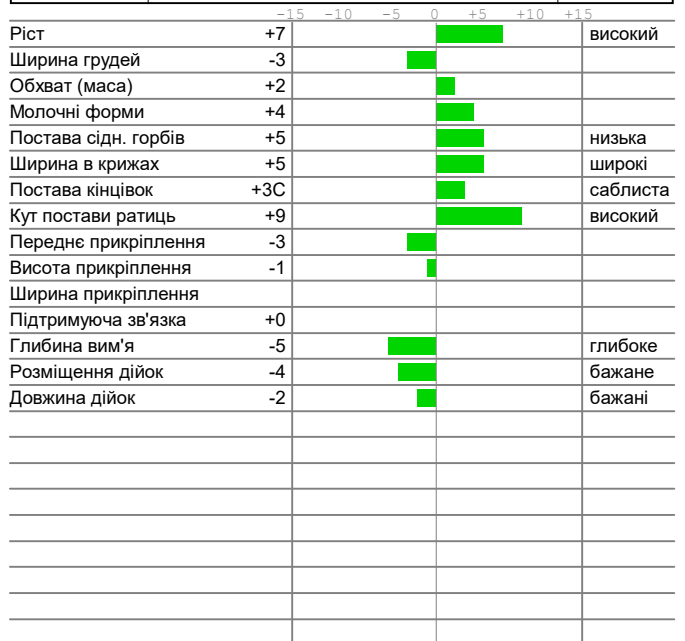 -15 -10 -5 0 +5 +10 +15
Ріст +7 високий
Ширина грудей -3
Обхват (маса) +2
Молочні форми +4
Постава сідн. горбів +5 низька
Ширина в крижах +5 широкі
Постава кінцівок +3С саблиста
Кут постави ратиць +9 високий
Переднє прикріплення -3
Висота прикріплення -1
Ширина прикріплення
Підтримуюча зв'язка +0
Глибина вим'я -5 глибоке
Розміщення дійок -4 бажане
Довжина дійок -2 бажані